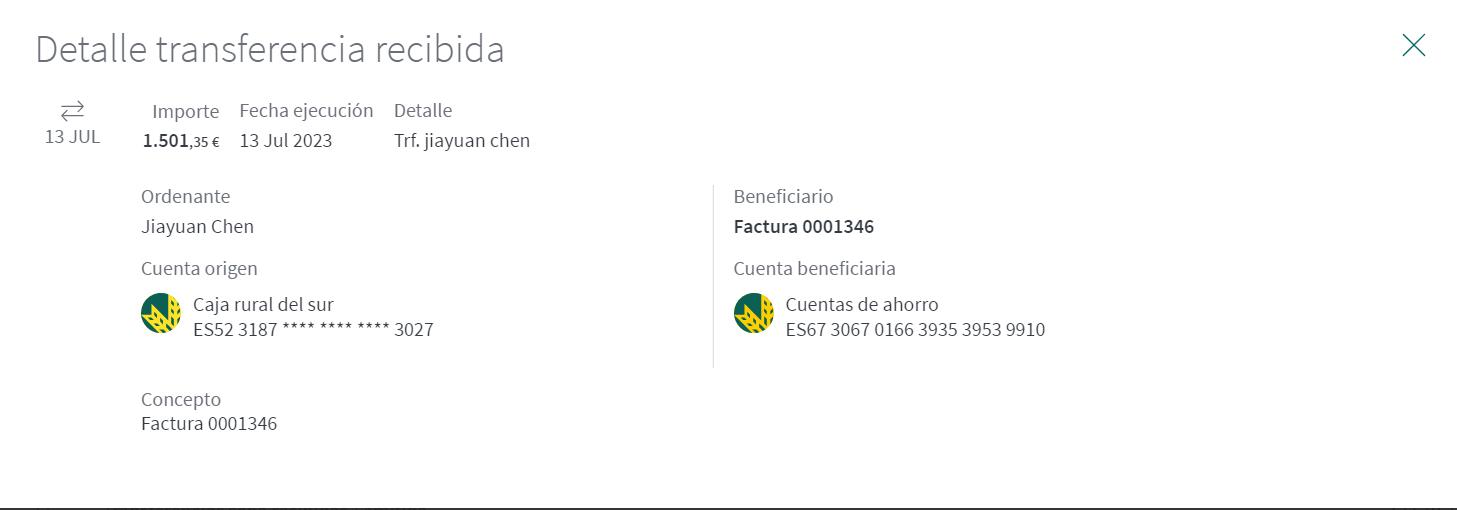 Detalle transferencia recibida
13 JUL
Importe Fecha ejecución Detalle
1.501,35 € 13 Jul 2023 Trf. jiayuan chen
Ordenante
Jiayuan Chen
Cuenta origen
Caja rural del sur
ES52 3187 **** **** **** 3027
Beneficiario
Factura 0001346
Cuenta beneficiaria
Cuentas de ahorro
ES67 3067 0166 3935 3953 9910
Concepto
Factura 0001346